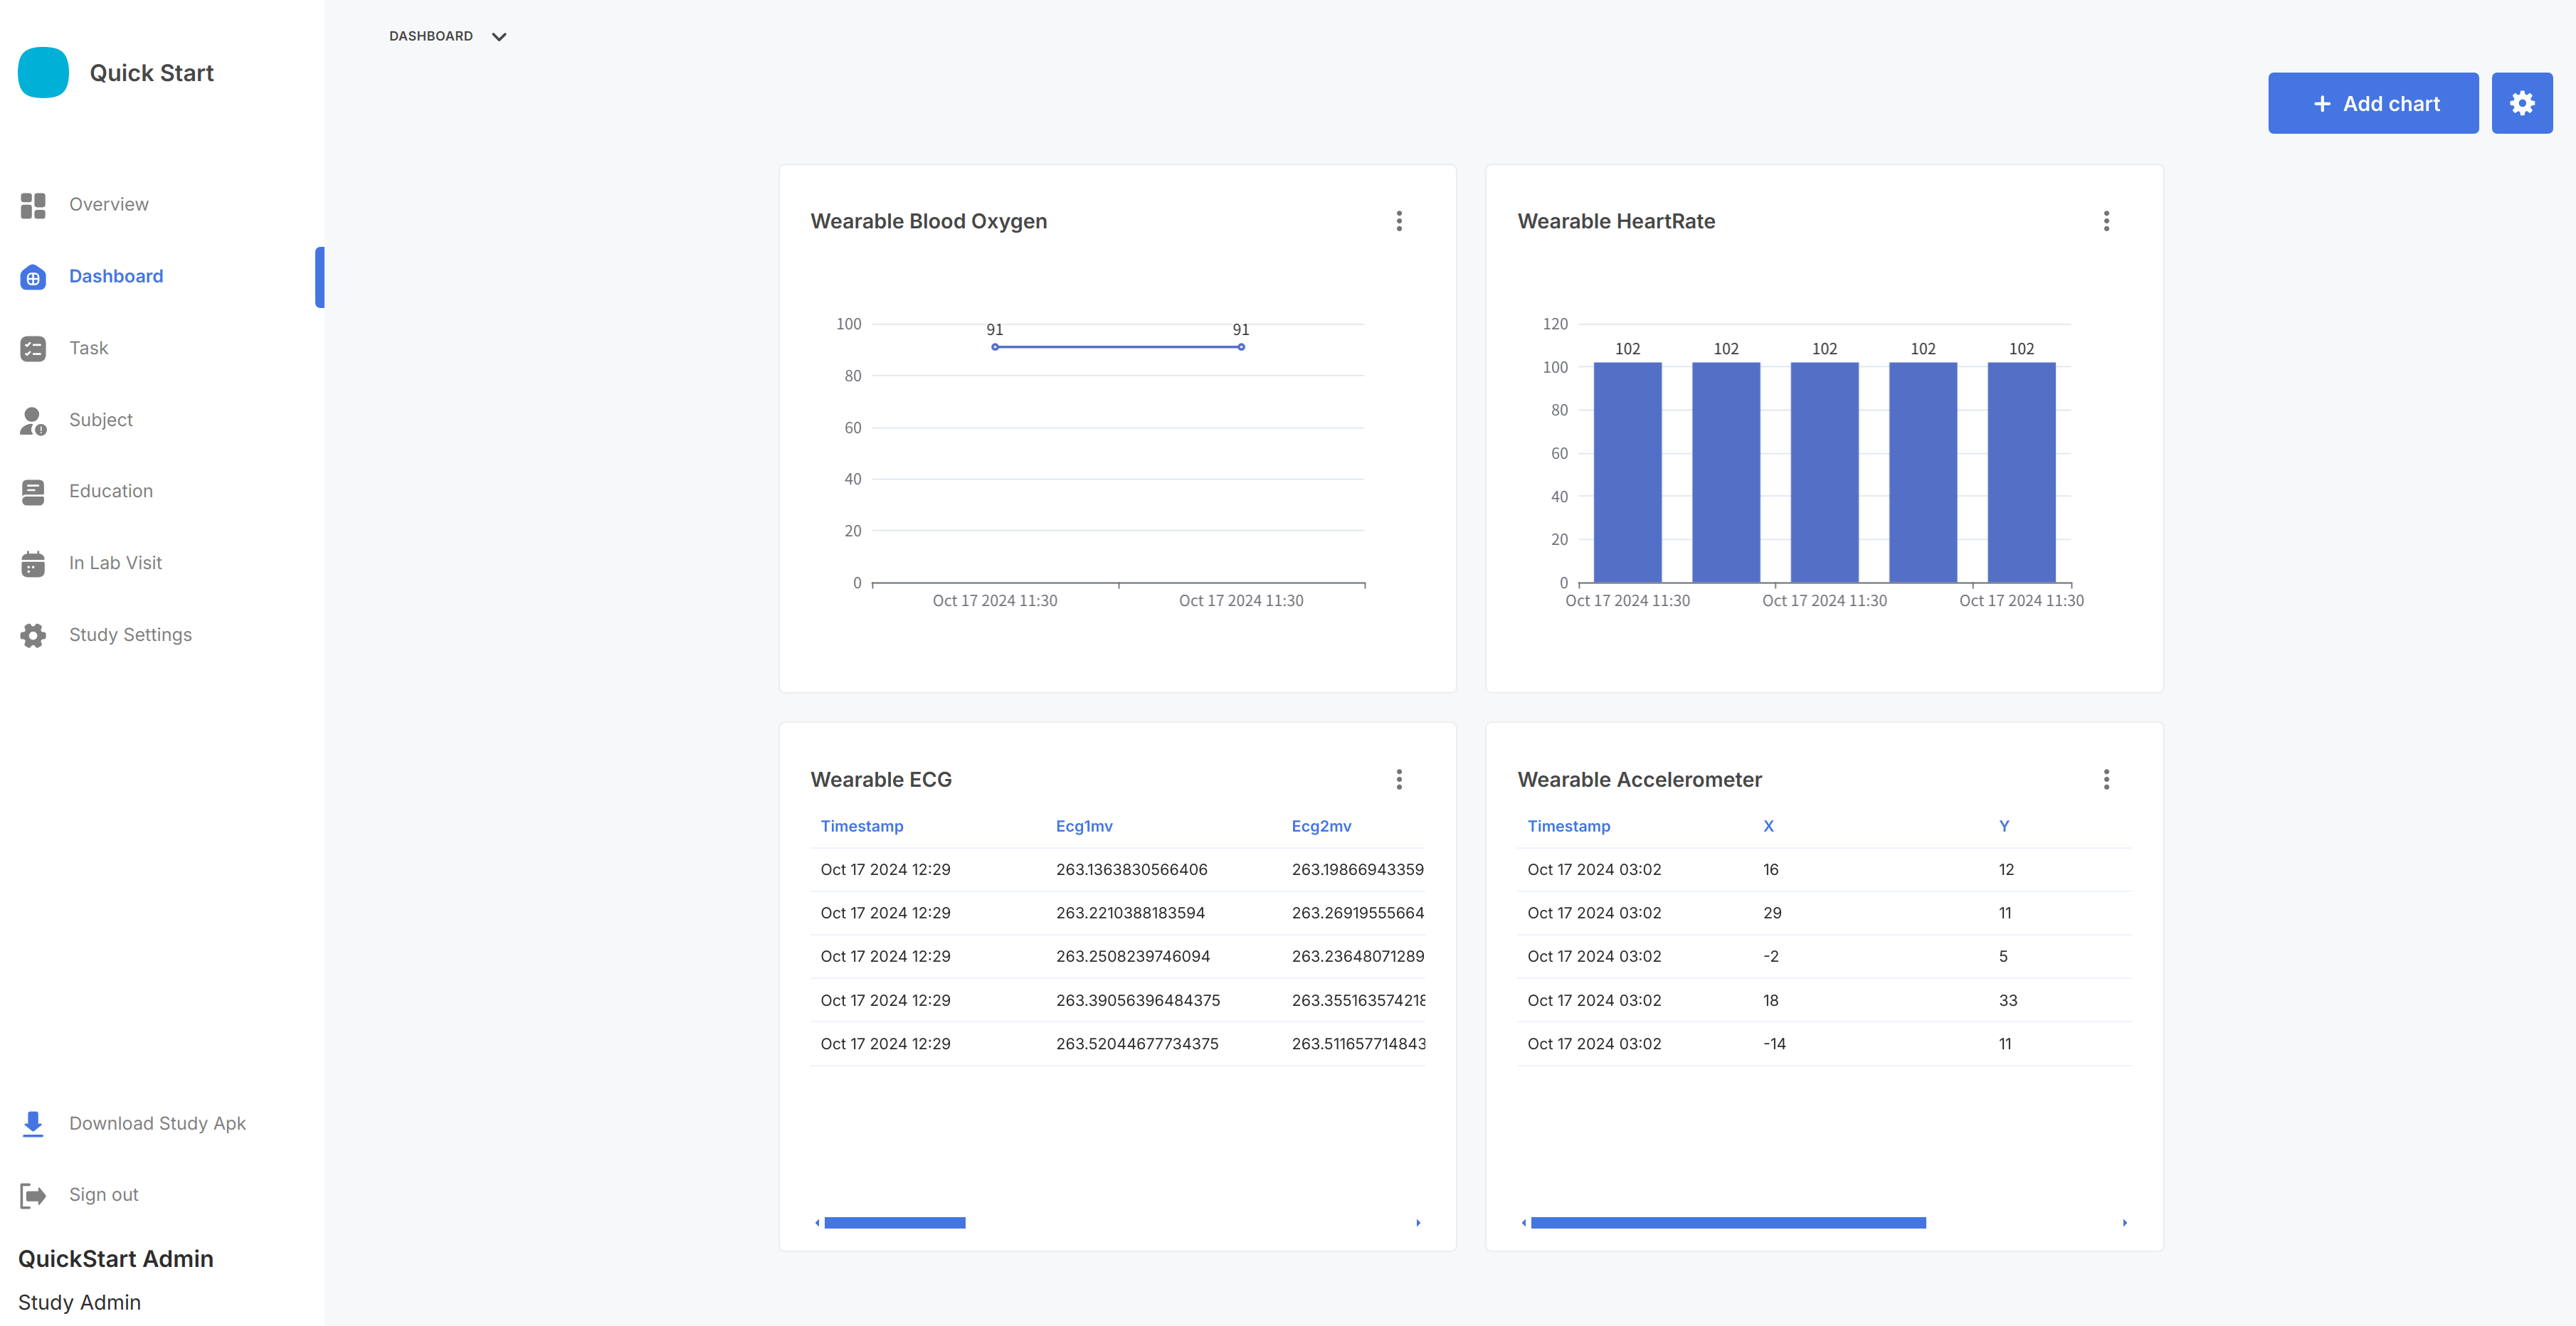 Quick Start
Overview
Dashboard
Task
Subject
Education
In Lab Visit
Study Settings
Download Study Apk
Sign out
QuickStart Admin
Study Admin
DASHBOARD
+ Add chart
Wearable Blood Oxygen
100
80
60
40
20
0
91 91
Oct 17 2024 11:30 Oct 17 2024 11:30
Wearable HeartRate
120
100
80
60
40
20
0
102 102 102 102 102
Oct 17 2024 11:30 Oct 17 2024 11:30 Oct 17 2024 11:30
Wearable ECG
Timestamp Ecg1mv Ecg2mv
Oct 17 2024 12:29 263.1363830566406 263.19866943359
Oct 17 2024 12:29 263.2210388183594 263.26919555664
Oct 17 2024 12:29 263.2508239746094 263.23648071289
Oct 17 2024 12:29 263.39056396484375 263.355163574218
Oct 17 2024 12:29 263.52044677734375 263.511657714843
Wearable Accelerometer
Timestamp X Y
Oct 17 2024 03:02 16 12
Oct 17 2024 03:02 29 11
Oct 17 2024 03:02 -2 5
Oct 17 2024 03:02 18 33
Oct 17 2024 03:02 -14 11